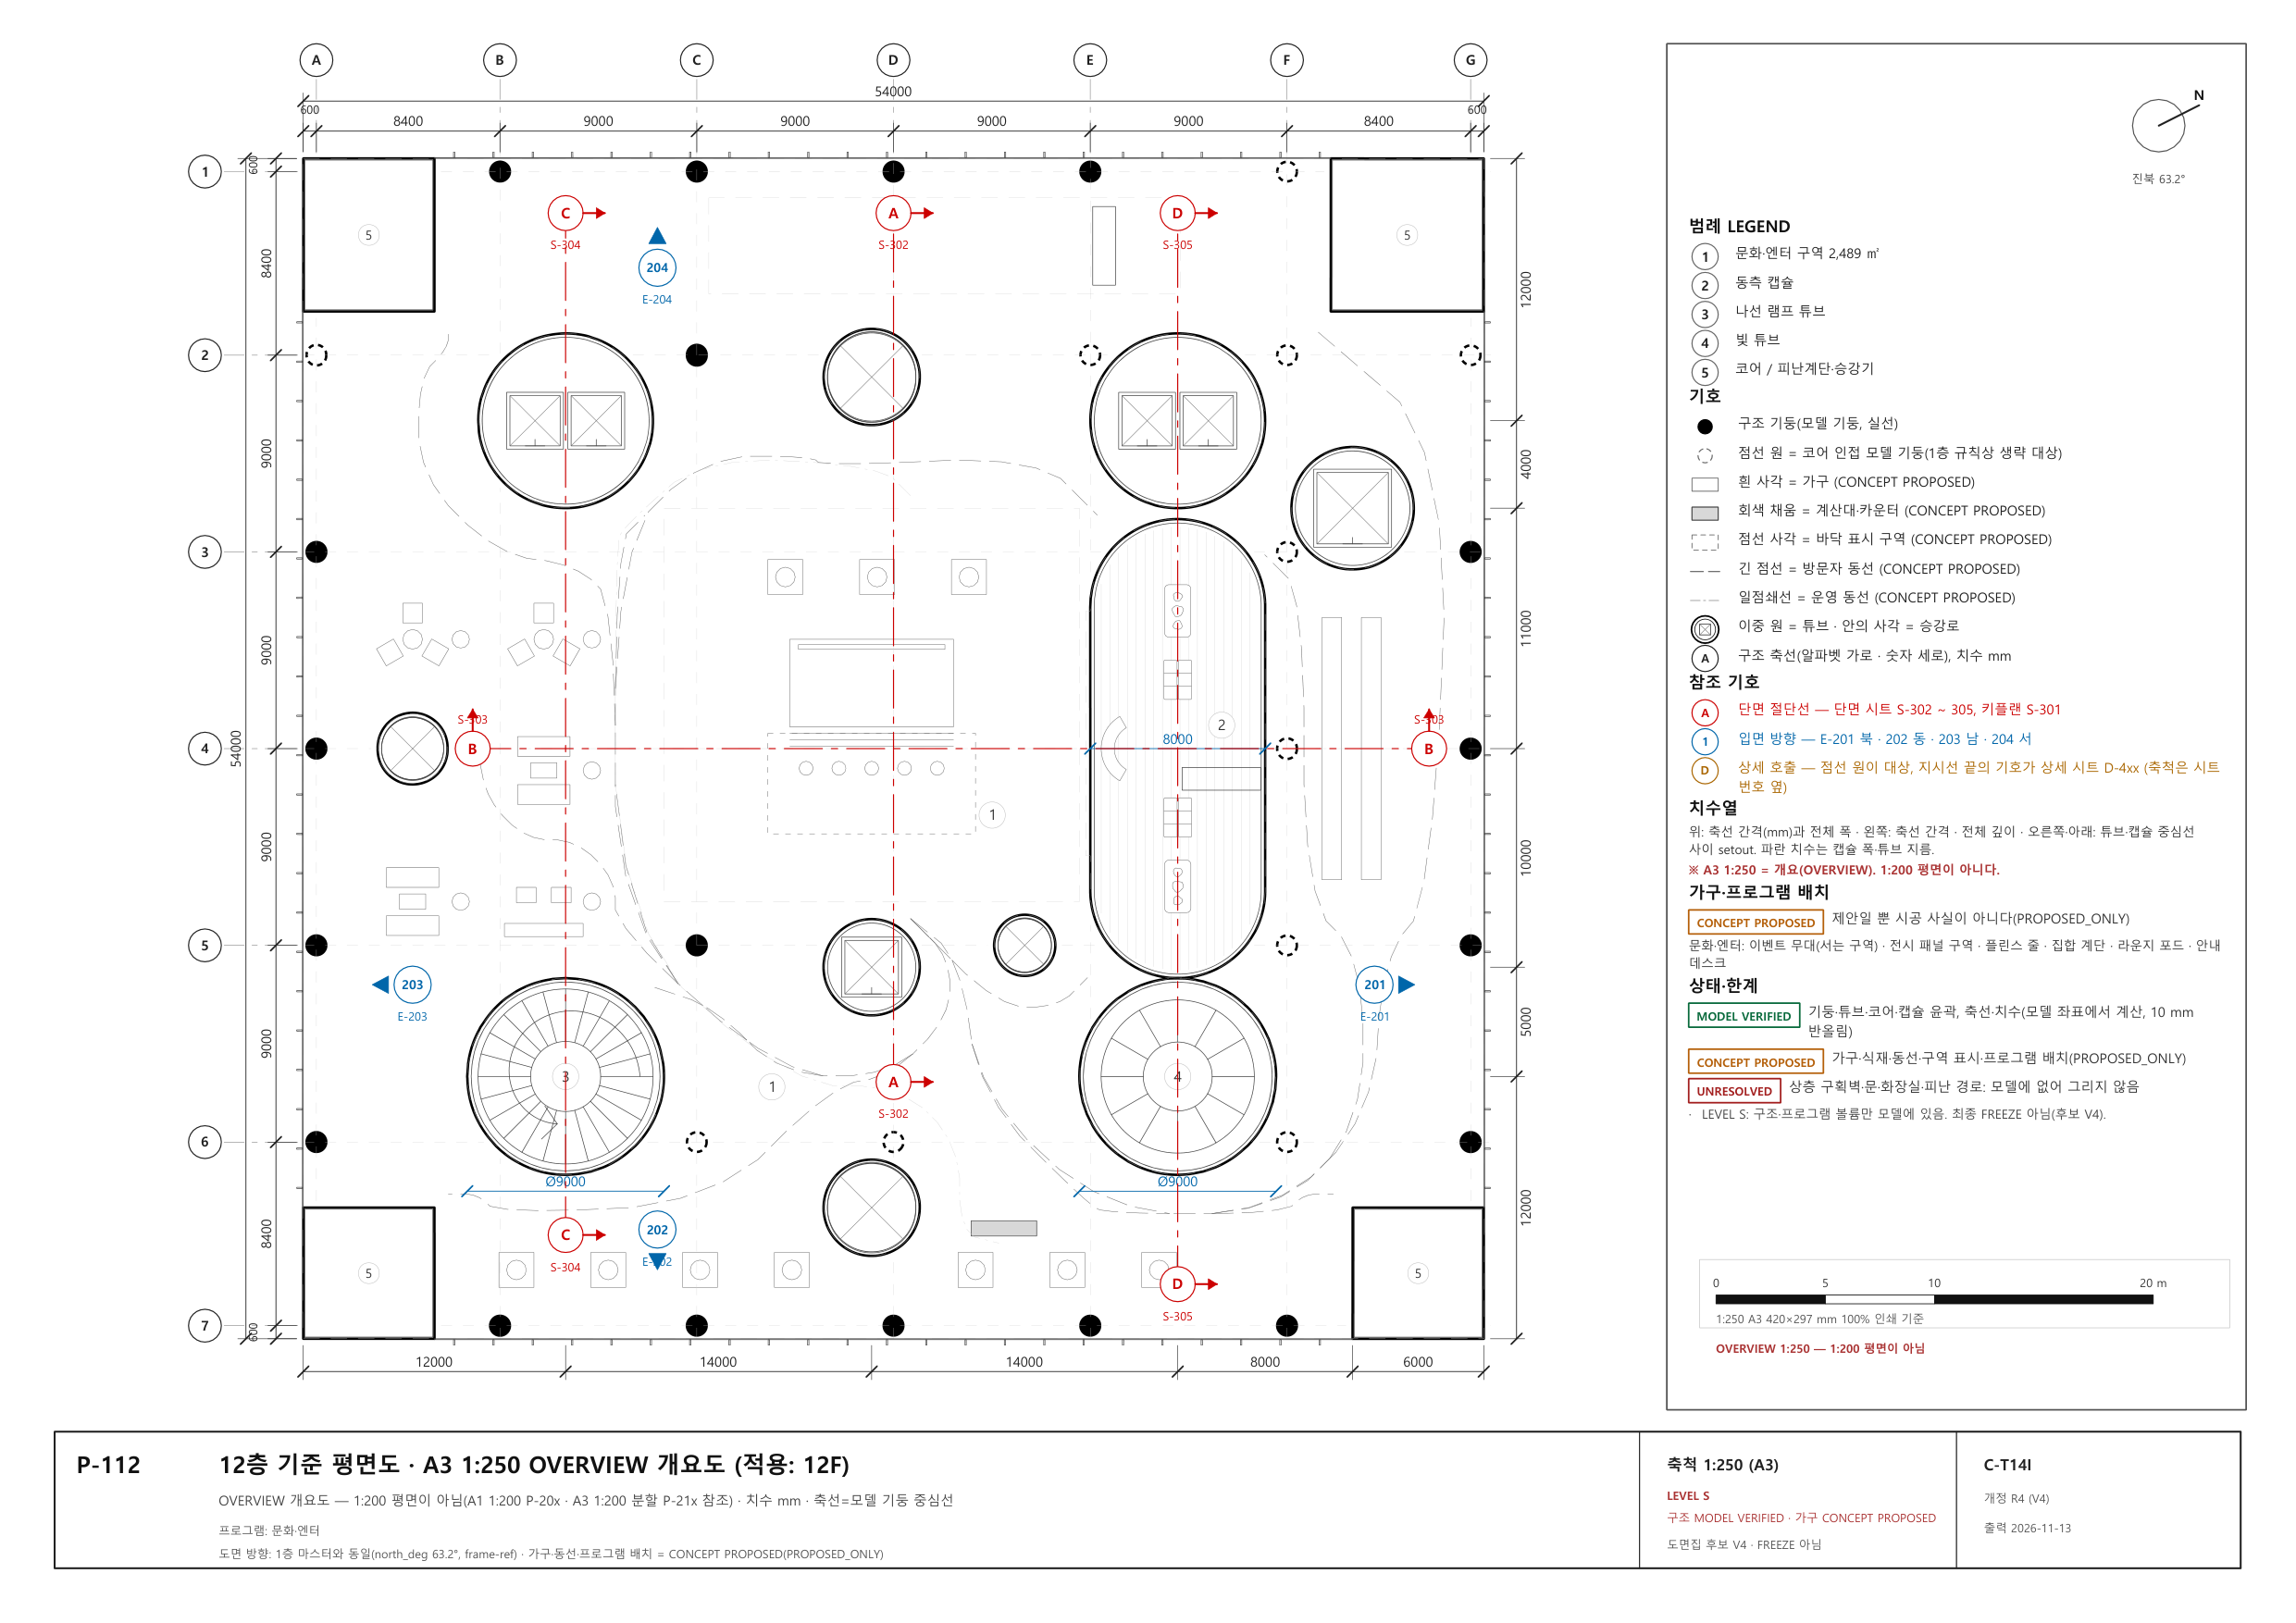 A B C D E F G
54000
600 8400 9000 9000 9000 9000 8400 600
1
2
3
4
5
6
7
600
8400
9000
9000
54000
9000
9000
8400
600
12000
4000
11000
10000
5000
12000
5
5
C
S-304
A
S-302
D
S-305
204
E-204
S-303
B
S-303
B
8000
2
1
203
E-203
201
E-201
3
1
A
S-302
4
Ø9000
Ø9000
C
S-304
202
E-202
D
S-305
5
5
12000 14000 14000 8000 6000
N
진북 63.2°
범례 LEGEND
1 문화·엔터 구역 2,489 ㎡
2 동측 캡슐
3 나선 램프 튜브
4 빛 튜브
5 코어 / 피난계단·승강기
기호
구조 기둥(모델 기둥, 실선)
점선 원 = 코어 인접 모델 기둥(1층 규칙상 생략 대상)
흰 사각 = 가구 (CONCEPT PROPOSED)
회색 채움 = 계산대·카운터 (CONCEPT PROPOSED)
점선 사각 = 바닥 표시 구역 (CONCEPT PROPOSED)
긴 점선 = 방문자 동선 (CONCEPT PROPOSED)
일점쇄선 = 운영 동선 (CONCEPT PROPOSED)
이중 원 = 튜브 · 안의 사각 = 승강로
A 구조 축선(알파벳 가로 · 숫자 세로), 치수 mm
참조 기호
A 단면 절단선 — 단면 시트 S-302 ~ 305, 키플랜 S-301
1 입면 방향 — E-201 북 · 202 동 · 203 남 · 204 서
D 상세 호출 — 점선 원이 대상, 지시선 끝의 기호가 상세 시트 D-4xx (축척은 시트
번호 옆)
치수열
위: 축선 간격(mm)과 전체 폭 · 왼쪽: 축선 간격 · 전체 깊이 · 오른쪽·아래: 튜브·캡슐 중심선
사이 setout. 파란 치수는 캡슐 폭·튜브 지름.
※ A3 1:250 = 개요(OVERVIEW). 1:200 평면이 아니다.
가구·프로그램 배치
CONCEPT PROPOSED 제안일 뿐 시공 사실이 아니다(PROPOSED_ONLY)
문화·엔터: 이벤트 무대(서는 구역) · 전시 패널 구역 · 플린스 줄 · 집합 계단 · 라운지 포드 · 안내
데스크
상태·한계
MODEL VERIFIED 기둥·튜브·코어·캡슐 윤곽, 축선·치수(모델 좌표에서 계산, 10 mm
반올림)
CONCEPT PROPOSED 가구·식재·동선·구역 표시·프로그램 배치(PROPOSED_ONLY)
UNRESOLVED 상층 구획벽·문·화장실·피난 경로: 모델에 없어 그리지 않음
· LEVEL S: 구조·프로그램 볼륨만 모델에 있음. 최종 FREEZE 아님(후보 V4).
0 5 10 20 m
1:250 A3 420×297 mm 100% 인쇄 기준
OVERVIEW 1:250 — 1:200 평면이 아님
P-112
12층 기준 평면도 · A3 1:250 OVERVIEW 개요도 (적용: 12F)
OVERVIEW 개요도 — 1:200 평면이 아님(A1 1:200 P-20x · A3 1:200 분할 P-21x 참조) · 치수 mm · 축선=모델 기둥 중심선
프로그램: 문화·엔터
도면 방향: 1층 마스터와 동일(north_deg 63.2°, frame-ref) · 가구·동선·프로그램 배치 = CONCEPT PROPOSED(PROPOSED_ONLY)
축척 1:250 (A3)
LEVEL S
구조 MODEL VERIFIED · 가구 CONCEPT PROPOSED
도면집 후보 V4 · FREEZE 아님
C-T14I
개정 R4 (V4)
출력 2026-11-13